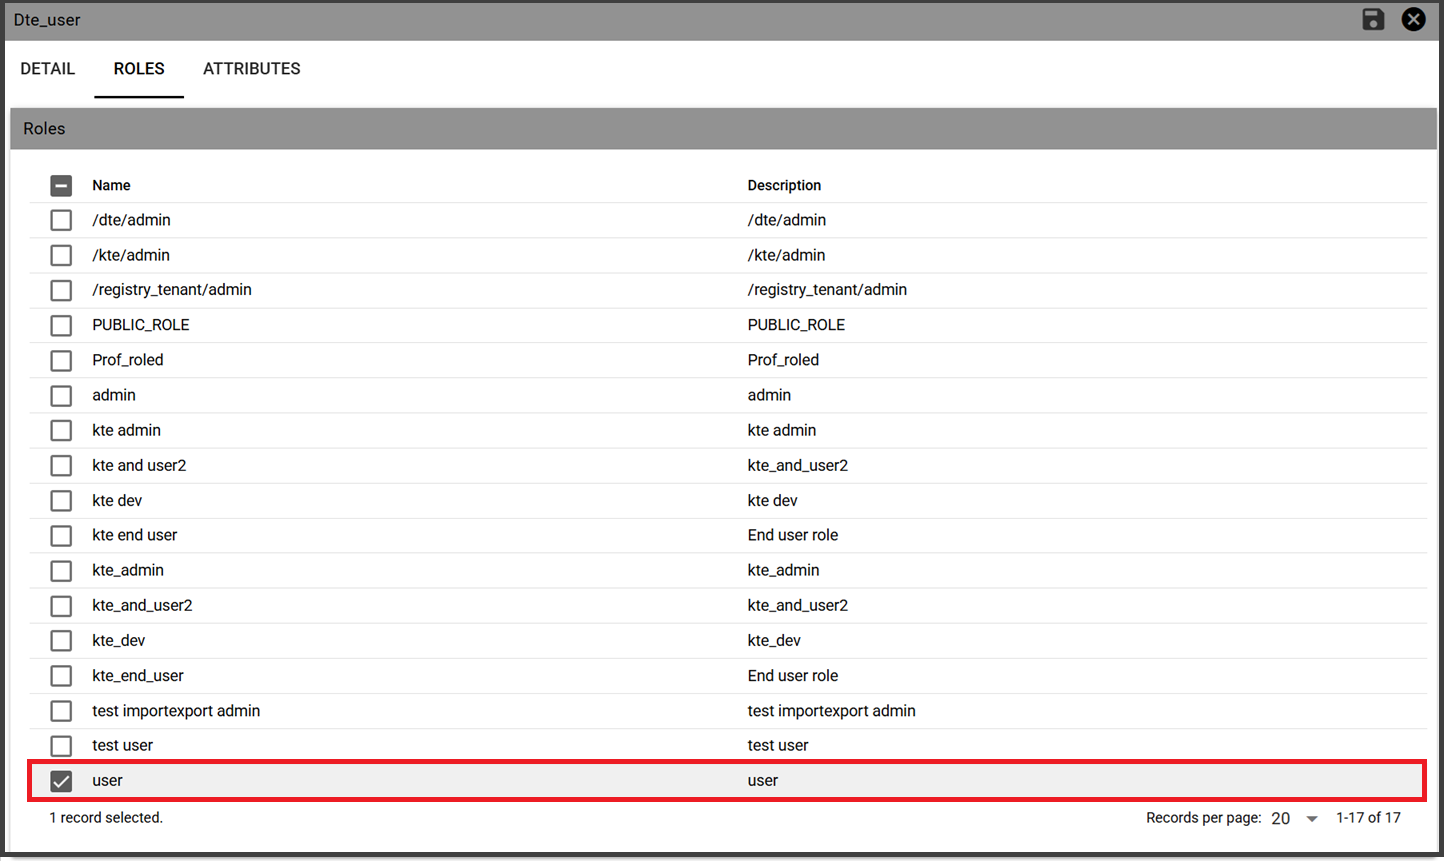 Dte_user
DETAIL ROLES ATTRIBUTES
Roles
Name Description
/dte/admin /dte/admin
/kte/admin /kte/admin
/registry_tenant/admin /registry_tenant/admin
PUBLIC_ROLE PUBLIC_ROLE
Prof_roled Prof_roled
admin admin
kte admin kte admin
kte and user2 kte_and_user2
kte dev kte dev
kte end user End user role
kte_admin kte_admin
kte_and_user2 kte_and_user2
kte_dev kte_dev
kte_end_user End user role
test importexport admin test importexport admin
test user test user
user user
1 record selected. Records per page: 20 1-17 of 17